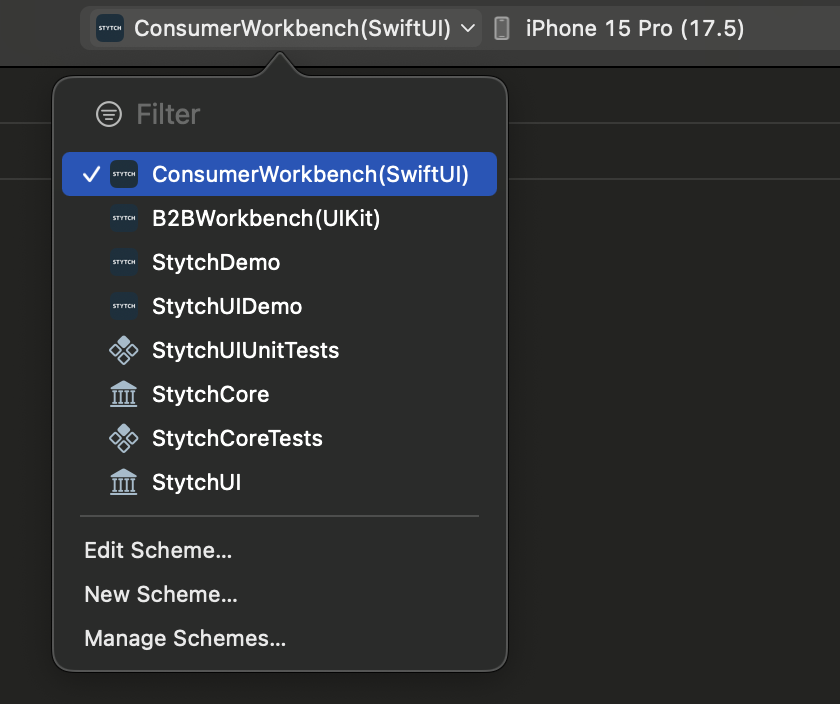 STYTCH ConsumerWorkbench(SwiftUI) iPhone 15 Pro (17.5)
Filter
STYTCH ConsumerWorkbench(SwiftUI)
STYTCH B2BWorkbench(UIKit)
STYTCH StytchDemo
STYTCH StytchUIDemo
StytchUIUnitTests
StytchCore
StytchCoreTests
StytchUI
Edit Scheme...
New Scheme...
Manage Schemes...